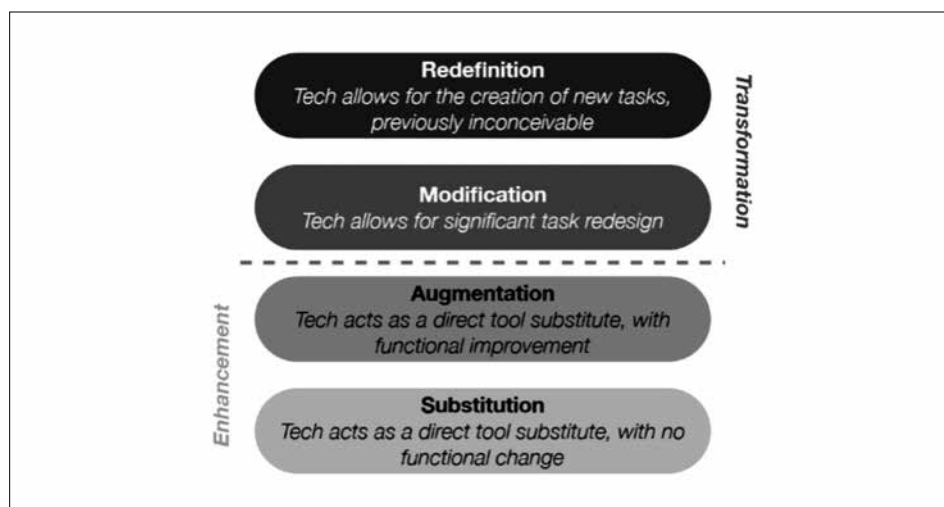 Redefinition
Tech allows for the creation of new tasks,
previously inconceivable
Transformation
Modification
Tech allows for significant task redesign
Augmentation
Tech acts as a direct tool substitute, with
functional improvement
Enhancement
Substitution
Tech acts as a direct tool substitute, with no
functional change